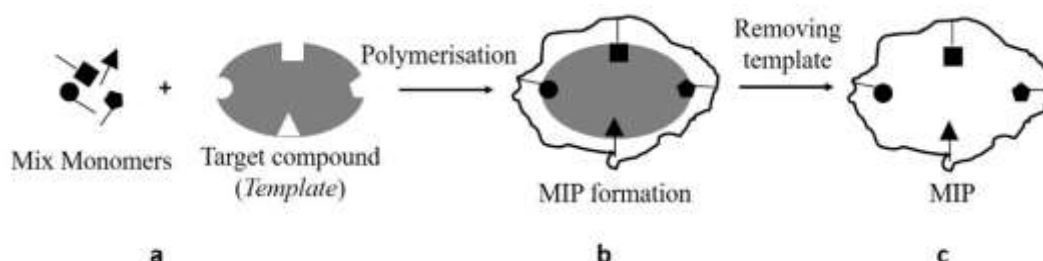 Mix Monomers
+
Target compound
(Template)
Polymerisation
MIP formation
Removing
template
MIP
a
b
c